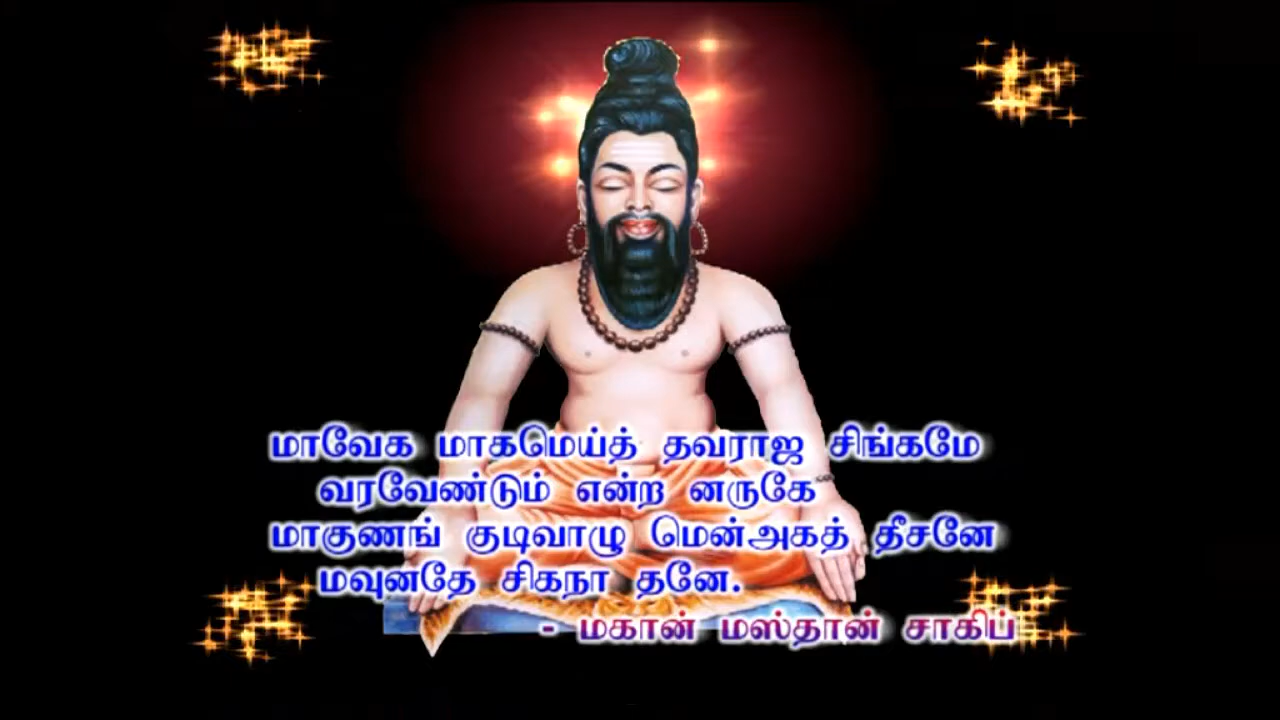 மாவேக மாகமெய்த் தவராஜ சிங்கமே
வரவேண்டும் என்ற னருகே
மாகுணங் குடிவாழு மென்அகத் தீசனே
மவுனதே சிகநா தனே.
- மகான் மஸ்தான் சாகிப்